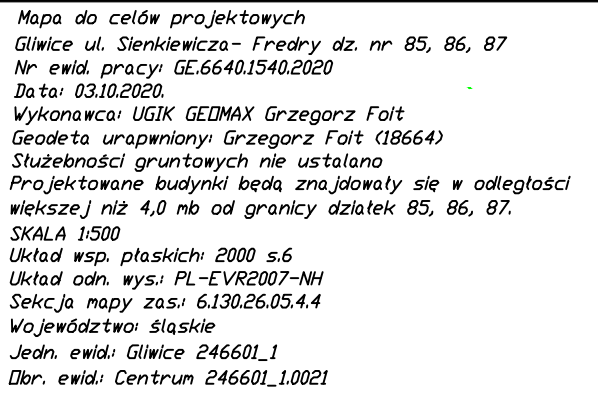 Mapa do celów projektowych
Gliwice ul. Sienkiewicza- Fredry dz. nr 85, 86, 87
Nr ewid. pracy: GE.6640.1540.2020
Data: 03.10.2020.
Wykonawca: UGIK GEOMAX Grzegorz Foit
Geodeta urapwniony: Grzegorz Foit (18664)
Służebności gruntowych nie ustalano
Projektowane budynki będą znajdowały się w odległości
większej niż 4,0 mb od granicy działek 85, 86, 87.
SKALA 1:500
Układ wsp. płaskich: 2000 s.6
Układ odn. wys.: PL-EVR2007-NH
Sekcja mapy zas.: 6.130.26.05.4.4
Województwo: śląskie
Jedn. ewid.: Gliwice 246601_1
Obr. ewid.: Centrum 246601_1.0021